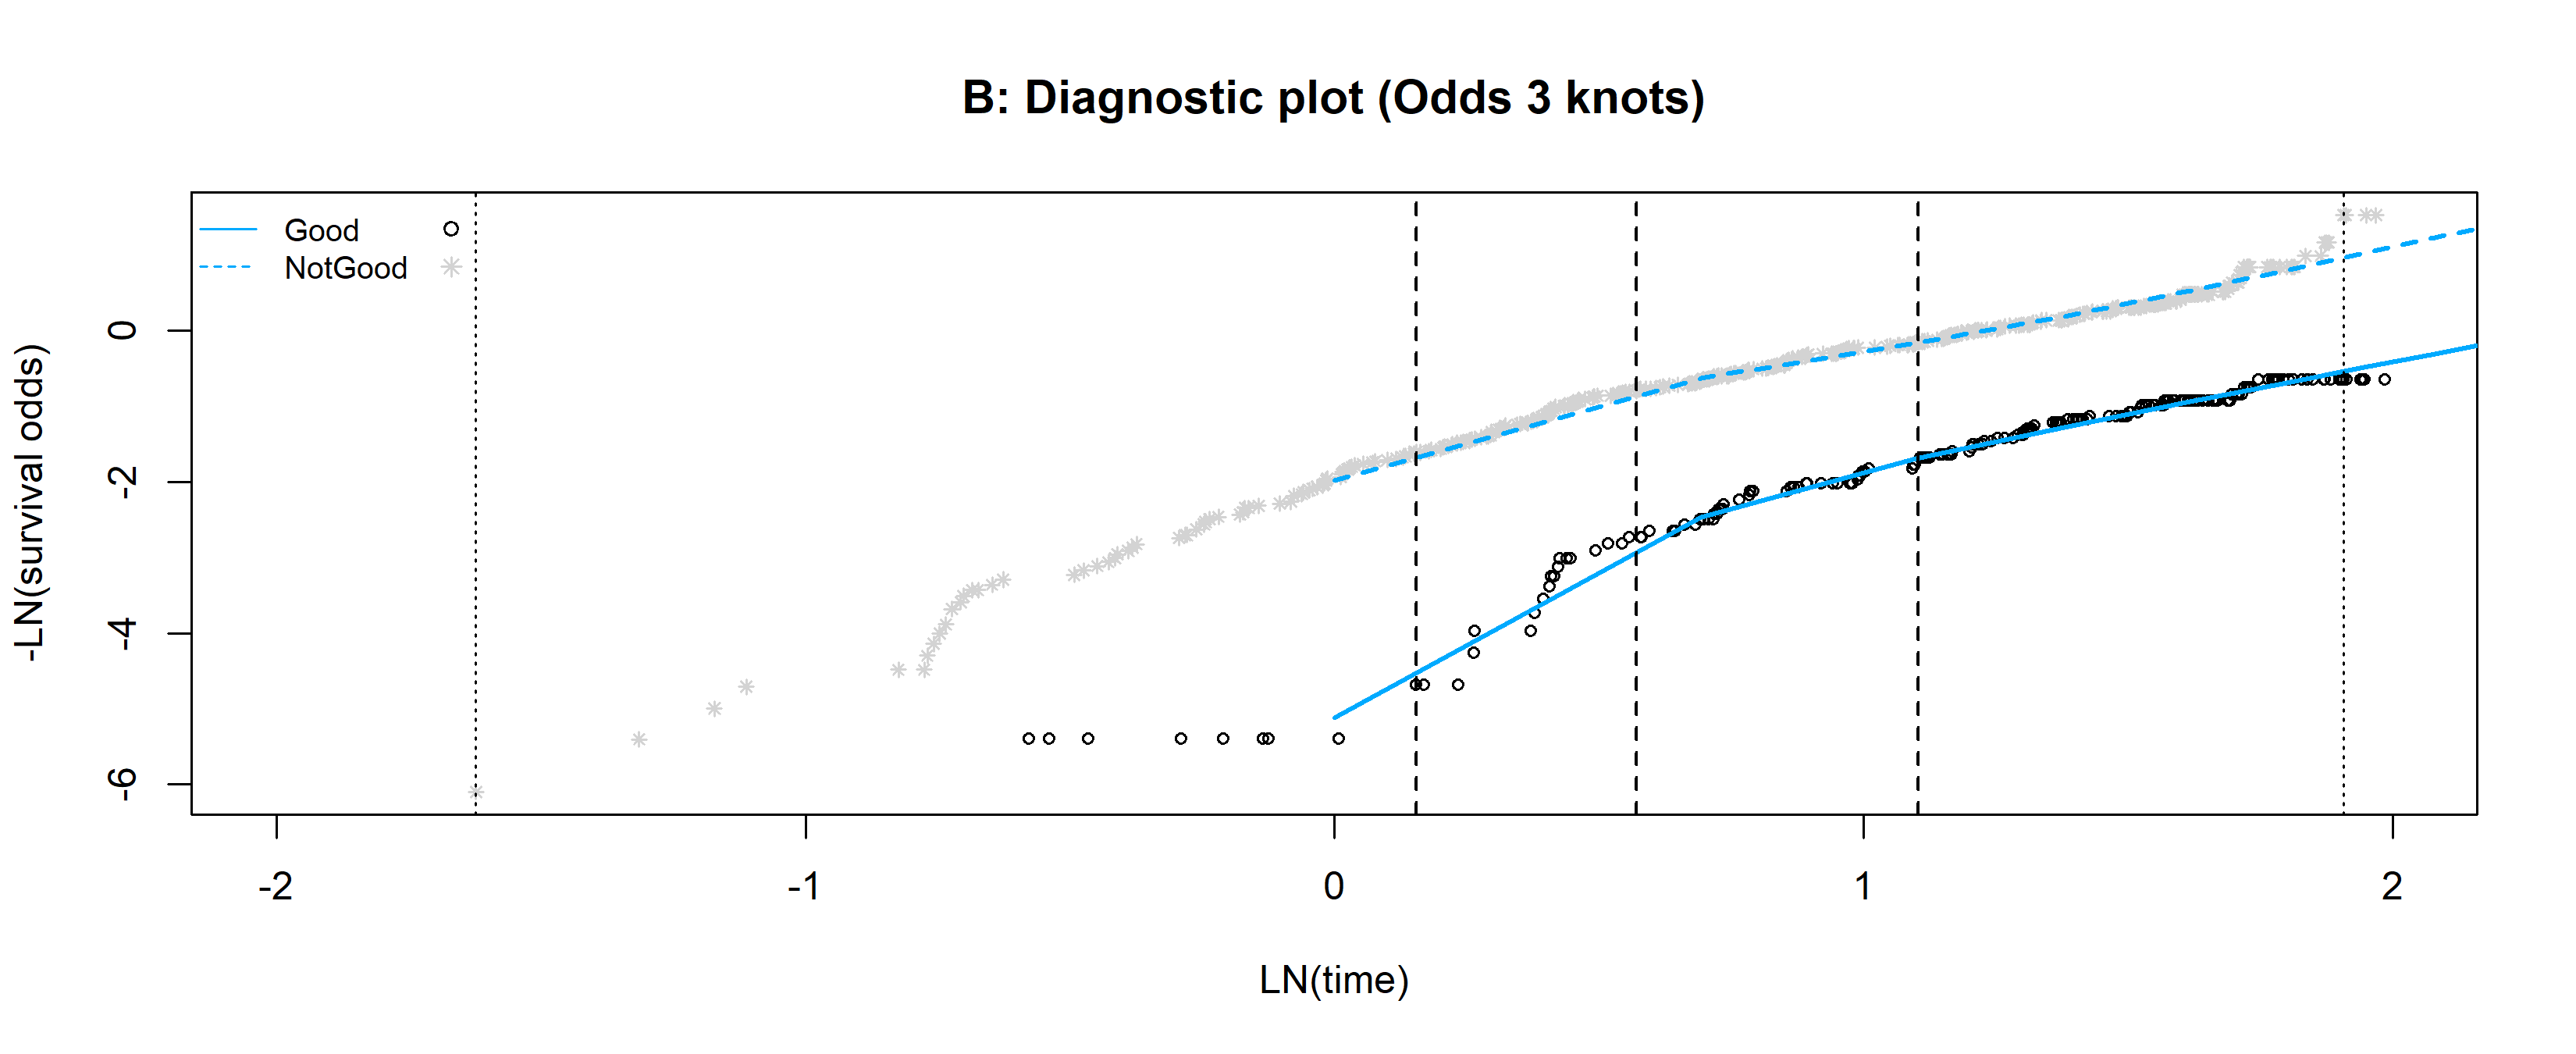 B: Diagnostic plot (Odds 3 knots)
Good
NotGood
-LN(survival odds)
0
-2
-4
-6
-2
-1
0
1
2
LN(time)